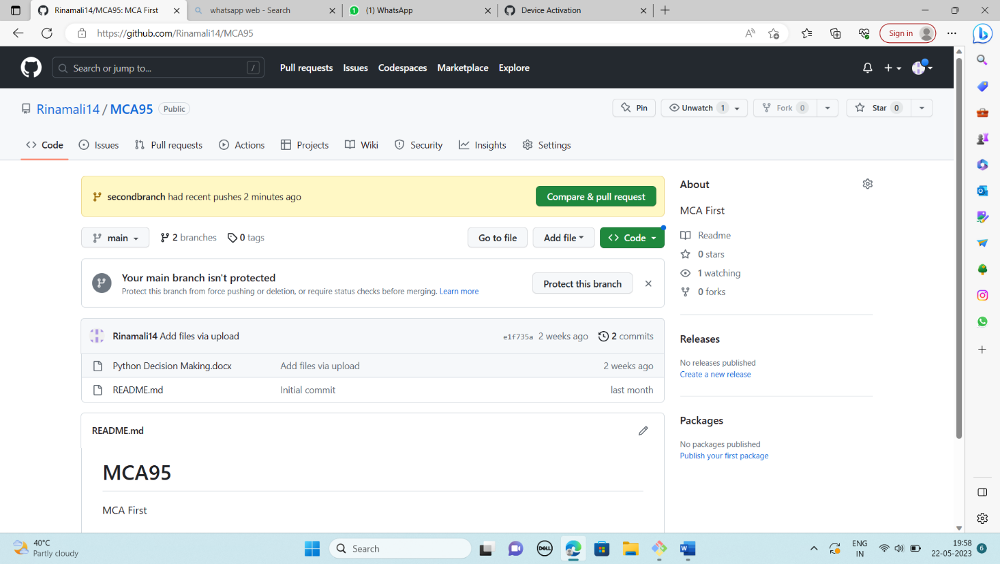 Rinamali14/MCA95: MCA First
whatsapp web - Search
(1) WhatsApp
Device Activation
https://github.com/Rinamali14/MCA95
Sign in
Search or jump to...
/
Pull requests
Issues
Codespaces
Marketplace
Explore
Rinamali14 / MCA95
Public
Pin
Unwatch 1
Fork 0
Star 0
Code
Issues
Pull requests
Actions
Projects
Wiki
Security
Insights
Settings
secondbranch had recent pushes 2 minutes ago
Compare & pull request
main
2 branches
0 tags
Go to file
Add file
Code
Your main branch isn't protected
Protect this branch from force pushing or deletion, or require status checks before merging. Learn more
Protect this branch
Rinamali14 Add files via upload
e1f735a 2 weeks ago
2 commits
Python Decision Making.docx
Add files via upload
2 weeks ago
README.md
Initial commit
last month
README.md
MCA95
MCA First
About
MCA First
Readme
0 stars
1 watching
0 forks
Releases
No releases published
Create a new release
Packages
No packages published
Publish your first package
40°C
Partly cloudy
Search
DELL
ENG
IN
19:58
22-05-2023
6